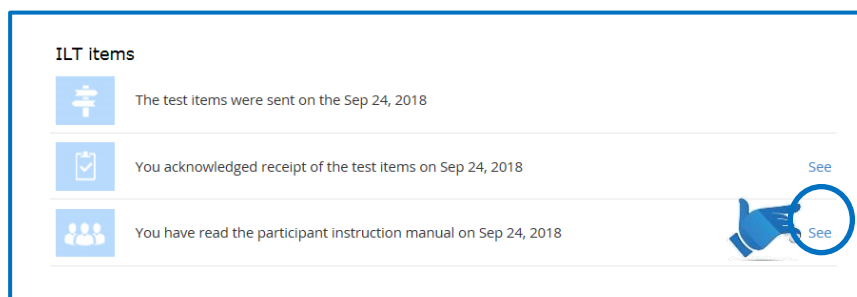 ILT items
The test items were sent on the Sep 24, 2018
You acknowledged receipt of the test items on Sep 24, 2018 See
You have read the participant instruction manual on Sep 24, 2018 See